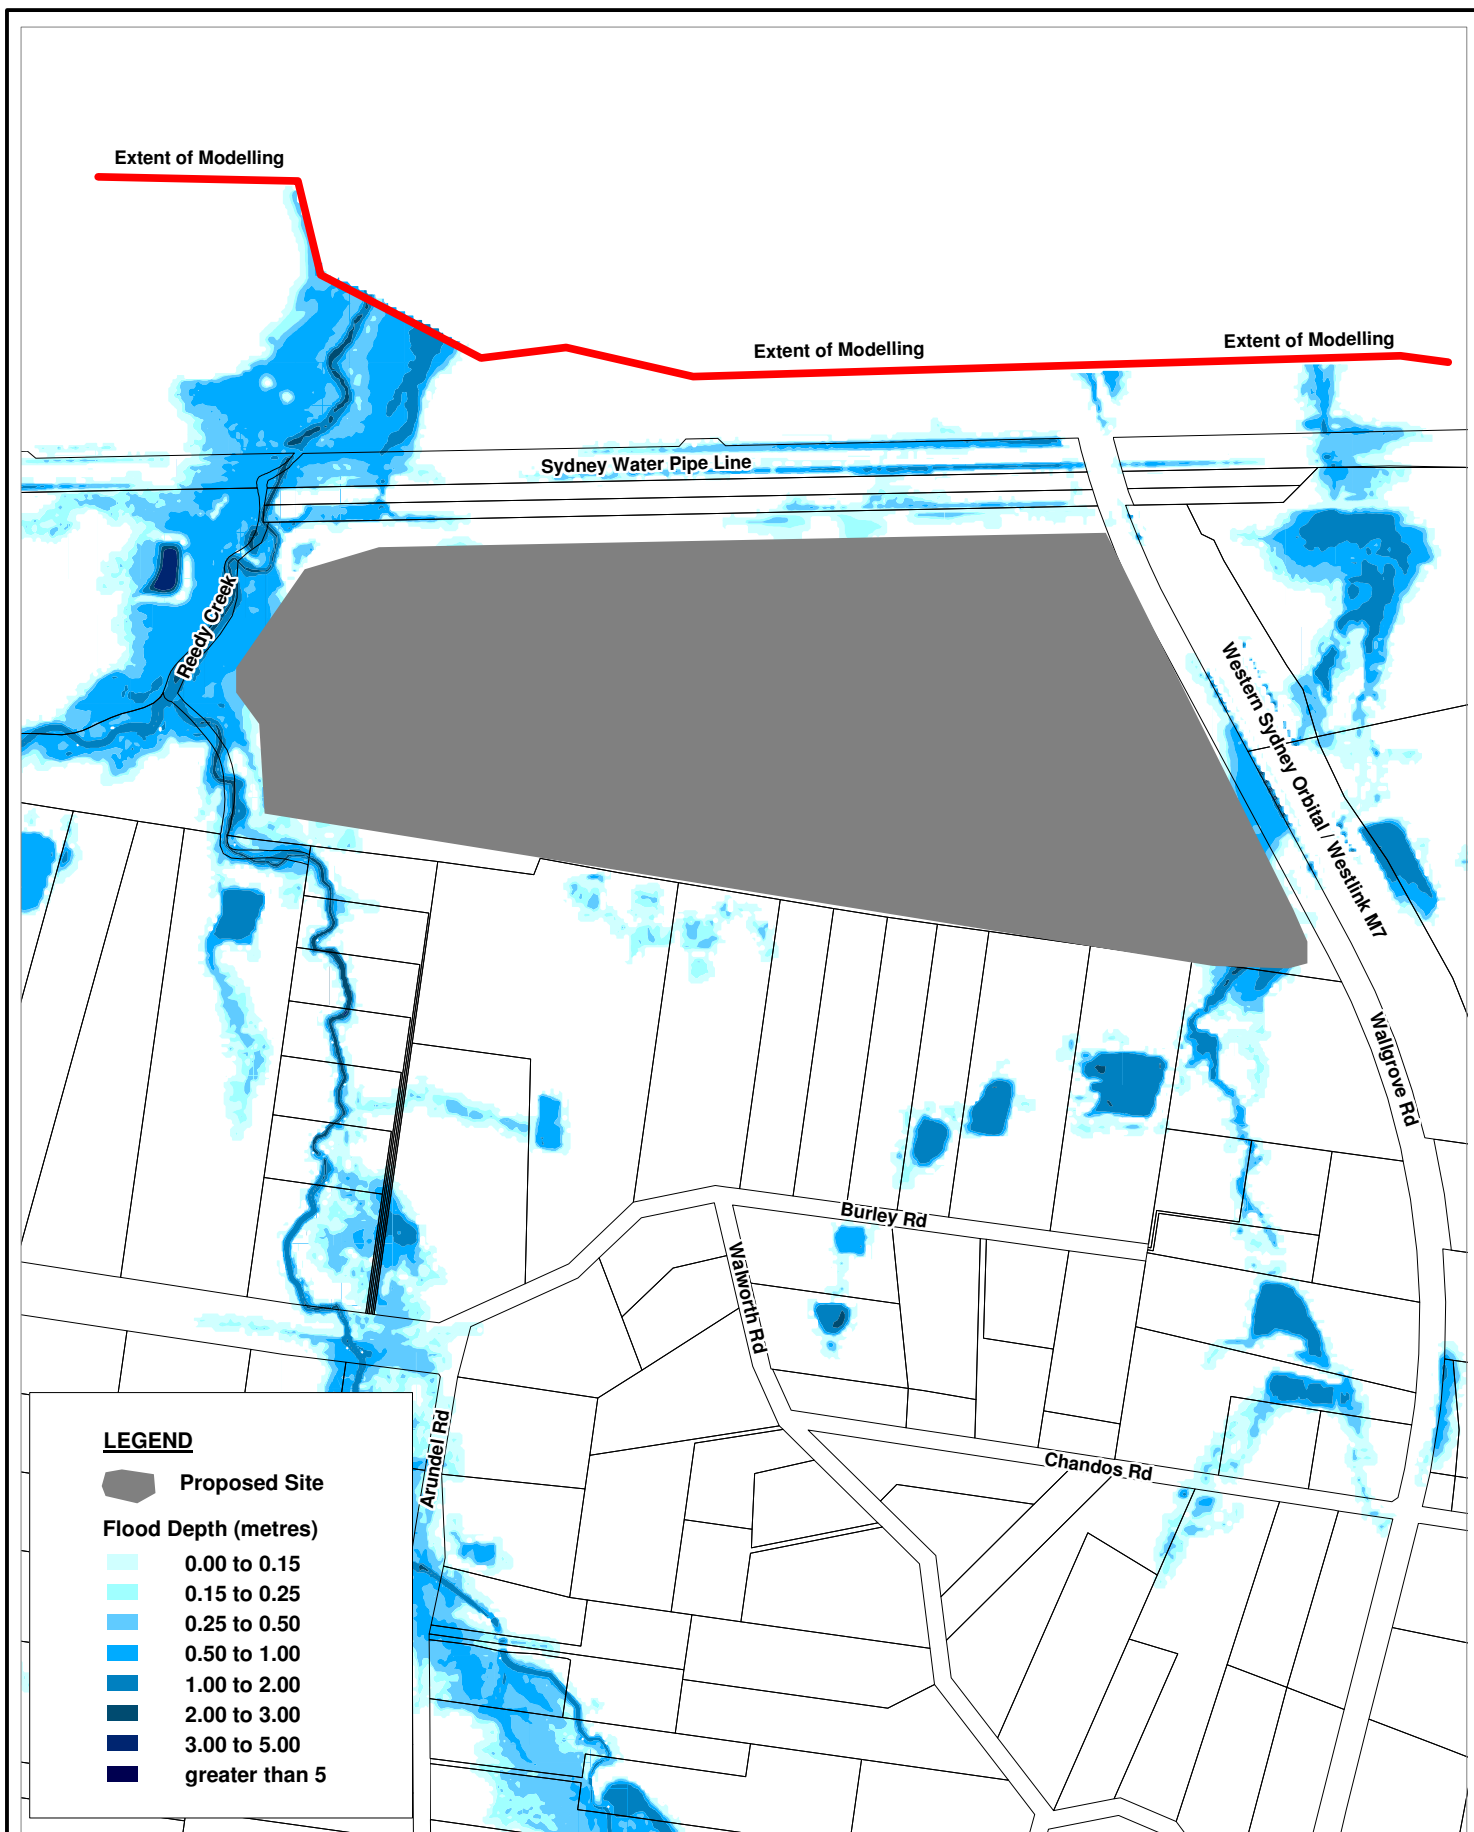 Extent of Modelling
Extent of Modelling
Extent of Modelling
Sydney Water Pipe Line
Reedy Creek
Western Sydney Orbital / Westlink M7
Wallgrove Rd
Burley Rd
Walworth Rd
Arundel Rd
Chandos Rd
LEGEND
Proposed Site
Flood Depth (metres)
0.00 to 0.15
0.15 to 0.25
0.25 to 0.50
0.50 to 1.00
1.00 to 2.00
2.00 to 3.00
3.00 to 5.00
greater than 5